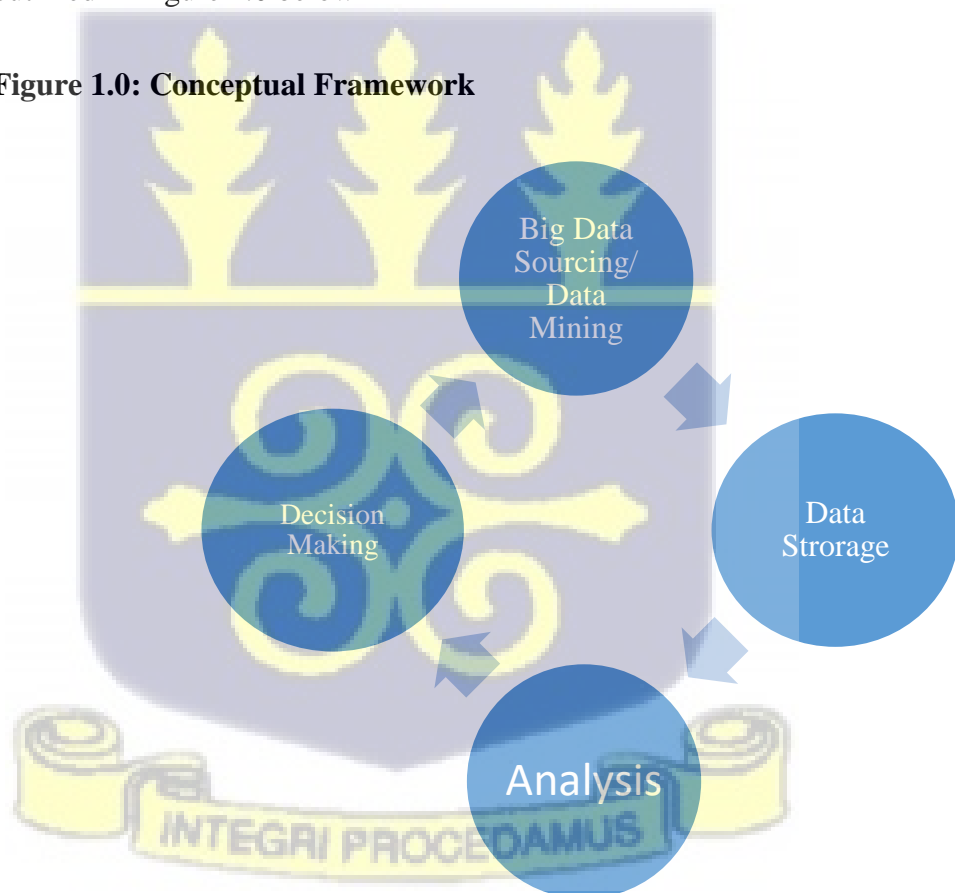 Figure 1.0: Conceptual Framework
Big Data
Sourcing/
Data
Mining
Decision
Making
Data
Strorage
Analysis
INTEGRI PROCEDAMUS